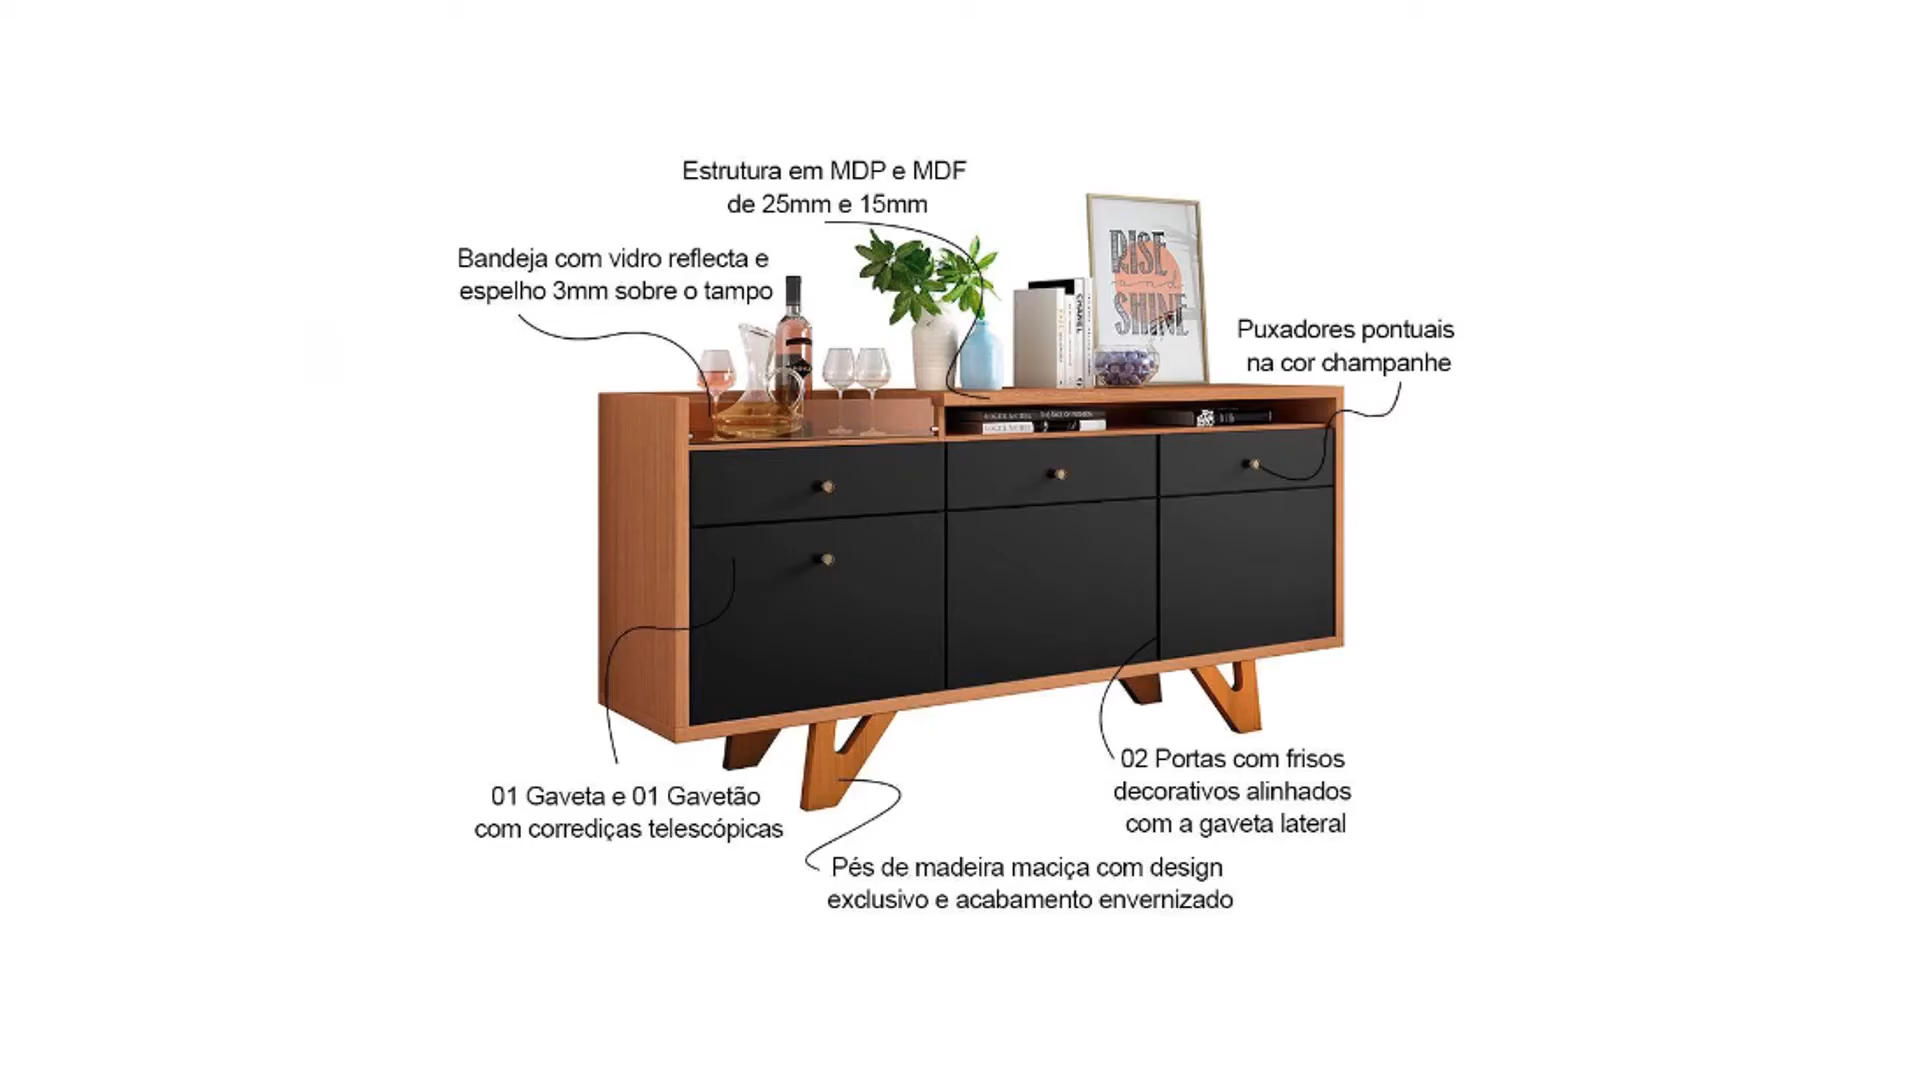 Estrutura em MDP e MDF
de 25mm e 15mm
Bandeja com vidro reflecta e
espelho 3mm sobre o tampo
RISE
and
SHINE
CHANEL
Puxadores pontuais
na cor champanhe
01 Gaveta e 01 Gavetão
com corrediças telescópicas
02 Portas com frisos
decorativos alinhados
com a gaveta lateral
Pés de madeira maciça com design
exclusivo e acabamento envernizado